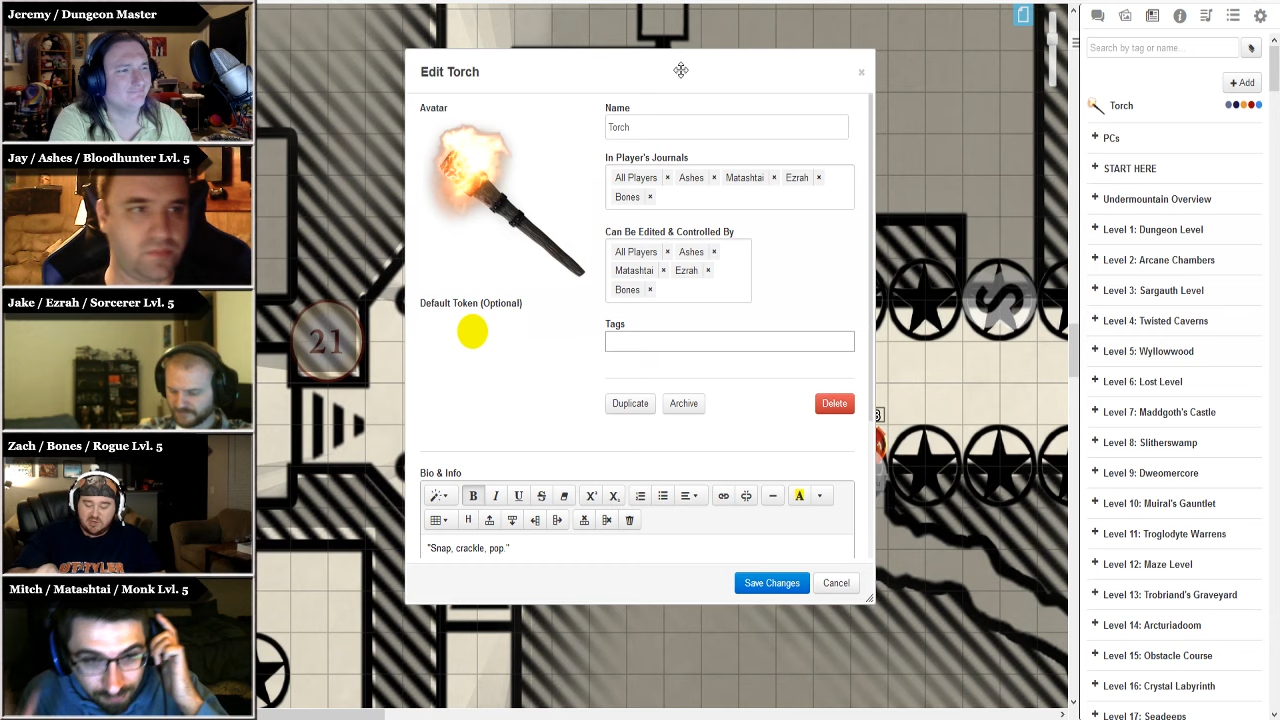 Jeremy / Dungeon Master
Jay / Ashes / Bloodhunter Lvl. 5
Jake / Ezrah / Sorcerer Lvl. 5
Zach / Bones / Rogue Lvl. 5
Mitch / Matashtai / Monk Lvl. 5
21
S
Edit Torch
×
Avatar
Default Token (Optional)
Name
Torch
In Player's Journals
All Players × Ashes × Matashtai × Ezrah ×
Bones ×
Can Be Edited & Controlled By
All Players × Ashes ×
Matashtai × Ezrah ×
Bones ×
Tags
Duplicate Archive Delete
Bio & Info
B I U S X' X, A
H
"Snap, crackle, pop."
Save Changes Cancel
Search by tag or name...
+ Add
Torch
PCs
START HERE
Undermountain Overview
Level 1: Dungeon Level
Level 2: Arcane Chambers
Level 3: Sargauth Level
Level 4: Twisted Caverns
Level 5: Wyllowwood
Level 6: Lost Level
Level 7: Maddgoth's Castle
Level 8: Slitherswamp
Level 9: Dweomercore
Level 10: Muiral's Gauntlet
Level 11: Troglodyte Warrens
Level 12: Maze Level
Level 13: Trobriand's Graveyard
Level 14: Arcturiadoom
Level 15: Obstacle Course
Level 16: Crystal Labyrinth
Level 17: Seadeeps